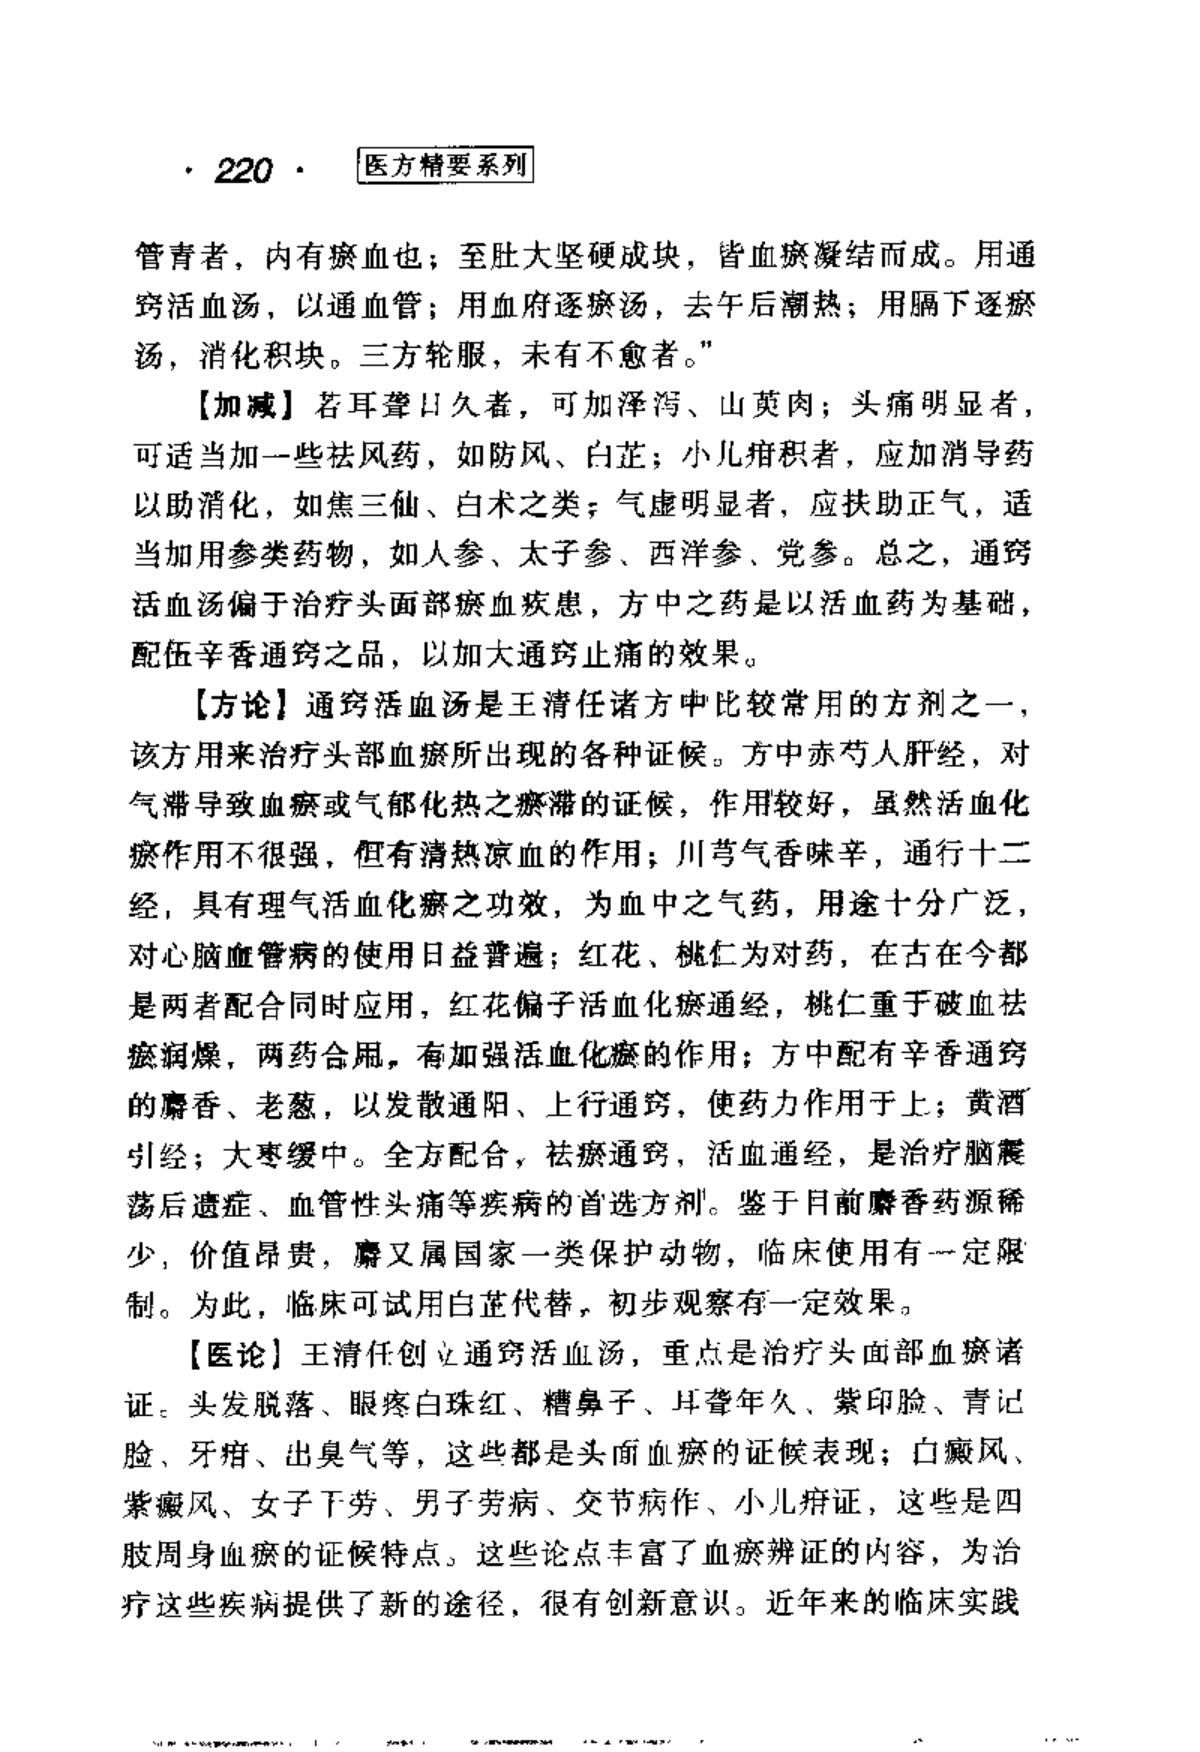 · 220 · 医方精要系列
管青者，内有瘀血也；至肚大坚硬成块，皆血瘀凝结而成。用通
窍活血汤，以通血管；用血府逐瘀汤，去午后潮热；用膈下逐瘀
汤，消化积块。三方轮服，未有不愈者。”
【加减】若耳聋日久者，可加泽泻、山萸肉；头痛明显者，
可适当加一些祛风药，如防风、白芷；小儿疳积者，应加消导药
以助消化，如焦三仙、白术之类；气虚明显者，应扶助正气，适
当加用参类药物，如人参、太子参、西洋参、党参。总之，通窍
活血汤偏于治疗头面部瘀血疾患，方中之药是以活血药为基础，
配伍辛香通窍之品，以加大通窍止痛的效果。
【方论】通窍活血汤是王清任诸方中比较常用的方剂之一，
该方用来治疗头部血瘀所出现的各种证候。方中赤芍人肝经，对
气滞导致血瘀或气郁化热之瘀滞的证候，作用较好，虽然活血化
瘀作用不很强，但有清热凉血的作用；川芎气香味辛，通行十二
经，具有理气活血化瘀之功效，为血中之气药，用途十分广泛，
对心脑血管病的使用日益普遍；红花、桃仁为对药，在古在今都
是两者配合同时应用，红花偏于活血化瘀通经，桃仁重于破血祛
瘀润燥，两药合用，有加强活血化瘀的作用；方中配有辛香通窍
的麝香、老葱，以发散通阳、上行通窍，使药力作用于上；黄酒
引经；大枣缓中。全方配合，祛瘀通窍，活血通经，是治疗脑震
荡后遗症、血管性头痛等疾病的首选方剂。鉴于目前麝香药源稀
少，价值昂贵，麝又属国家一类保护动物，临床使用有一定限
制。为此，临床可试用白芷代替，初步观察有一定效果。
【医论】王清任创立通窍活血汤，重点是治疗头面部血瘀诸
证。头发脱落、眼疼白珠红、糟鼻子、耳聋年久、紫印脸、青记
脸、牙疳、出臭气等，这些都是头面血瘀的证候表现；白癜风、
紫癜风、女子干劳、男子劳病、交节病作、小儿疳证，这些是四
肢周身血瘀的证候特点。这些论点丰富了血瘀辨证的内容，为治
疗这些疾病提供了新的途径，很有创新意识。近年来的临床实践